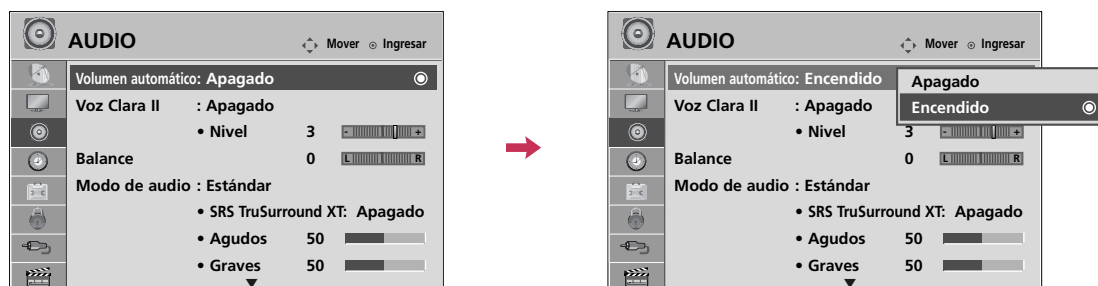 AUDIO
Mover
Ingresar
Volumen automático: Apagado
Voz Clara II : Apagado
• Nivel 3 - +
Balance 0 L R
Modo de audio : Estándar
• SRS TruSurround XT: Apagado
• Agudos 50
• Graves 50
AUDIO
Mover
Ingresar
Volumen automático: Encendido
Apagado
Encendido
Voz Clara II : Apagado
• Nivel 3 - +
Balance 0 L R
Modo de audio : Estándar
• SRS TruSurround XT: Apagado
• Agudos 50
• Graves 50